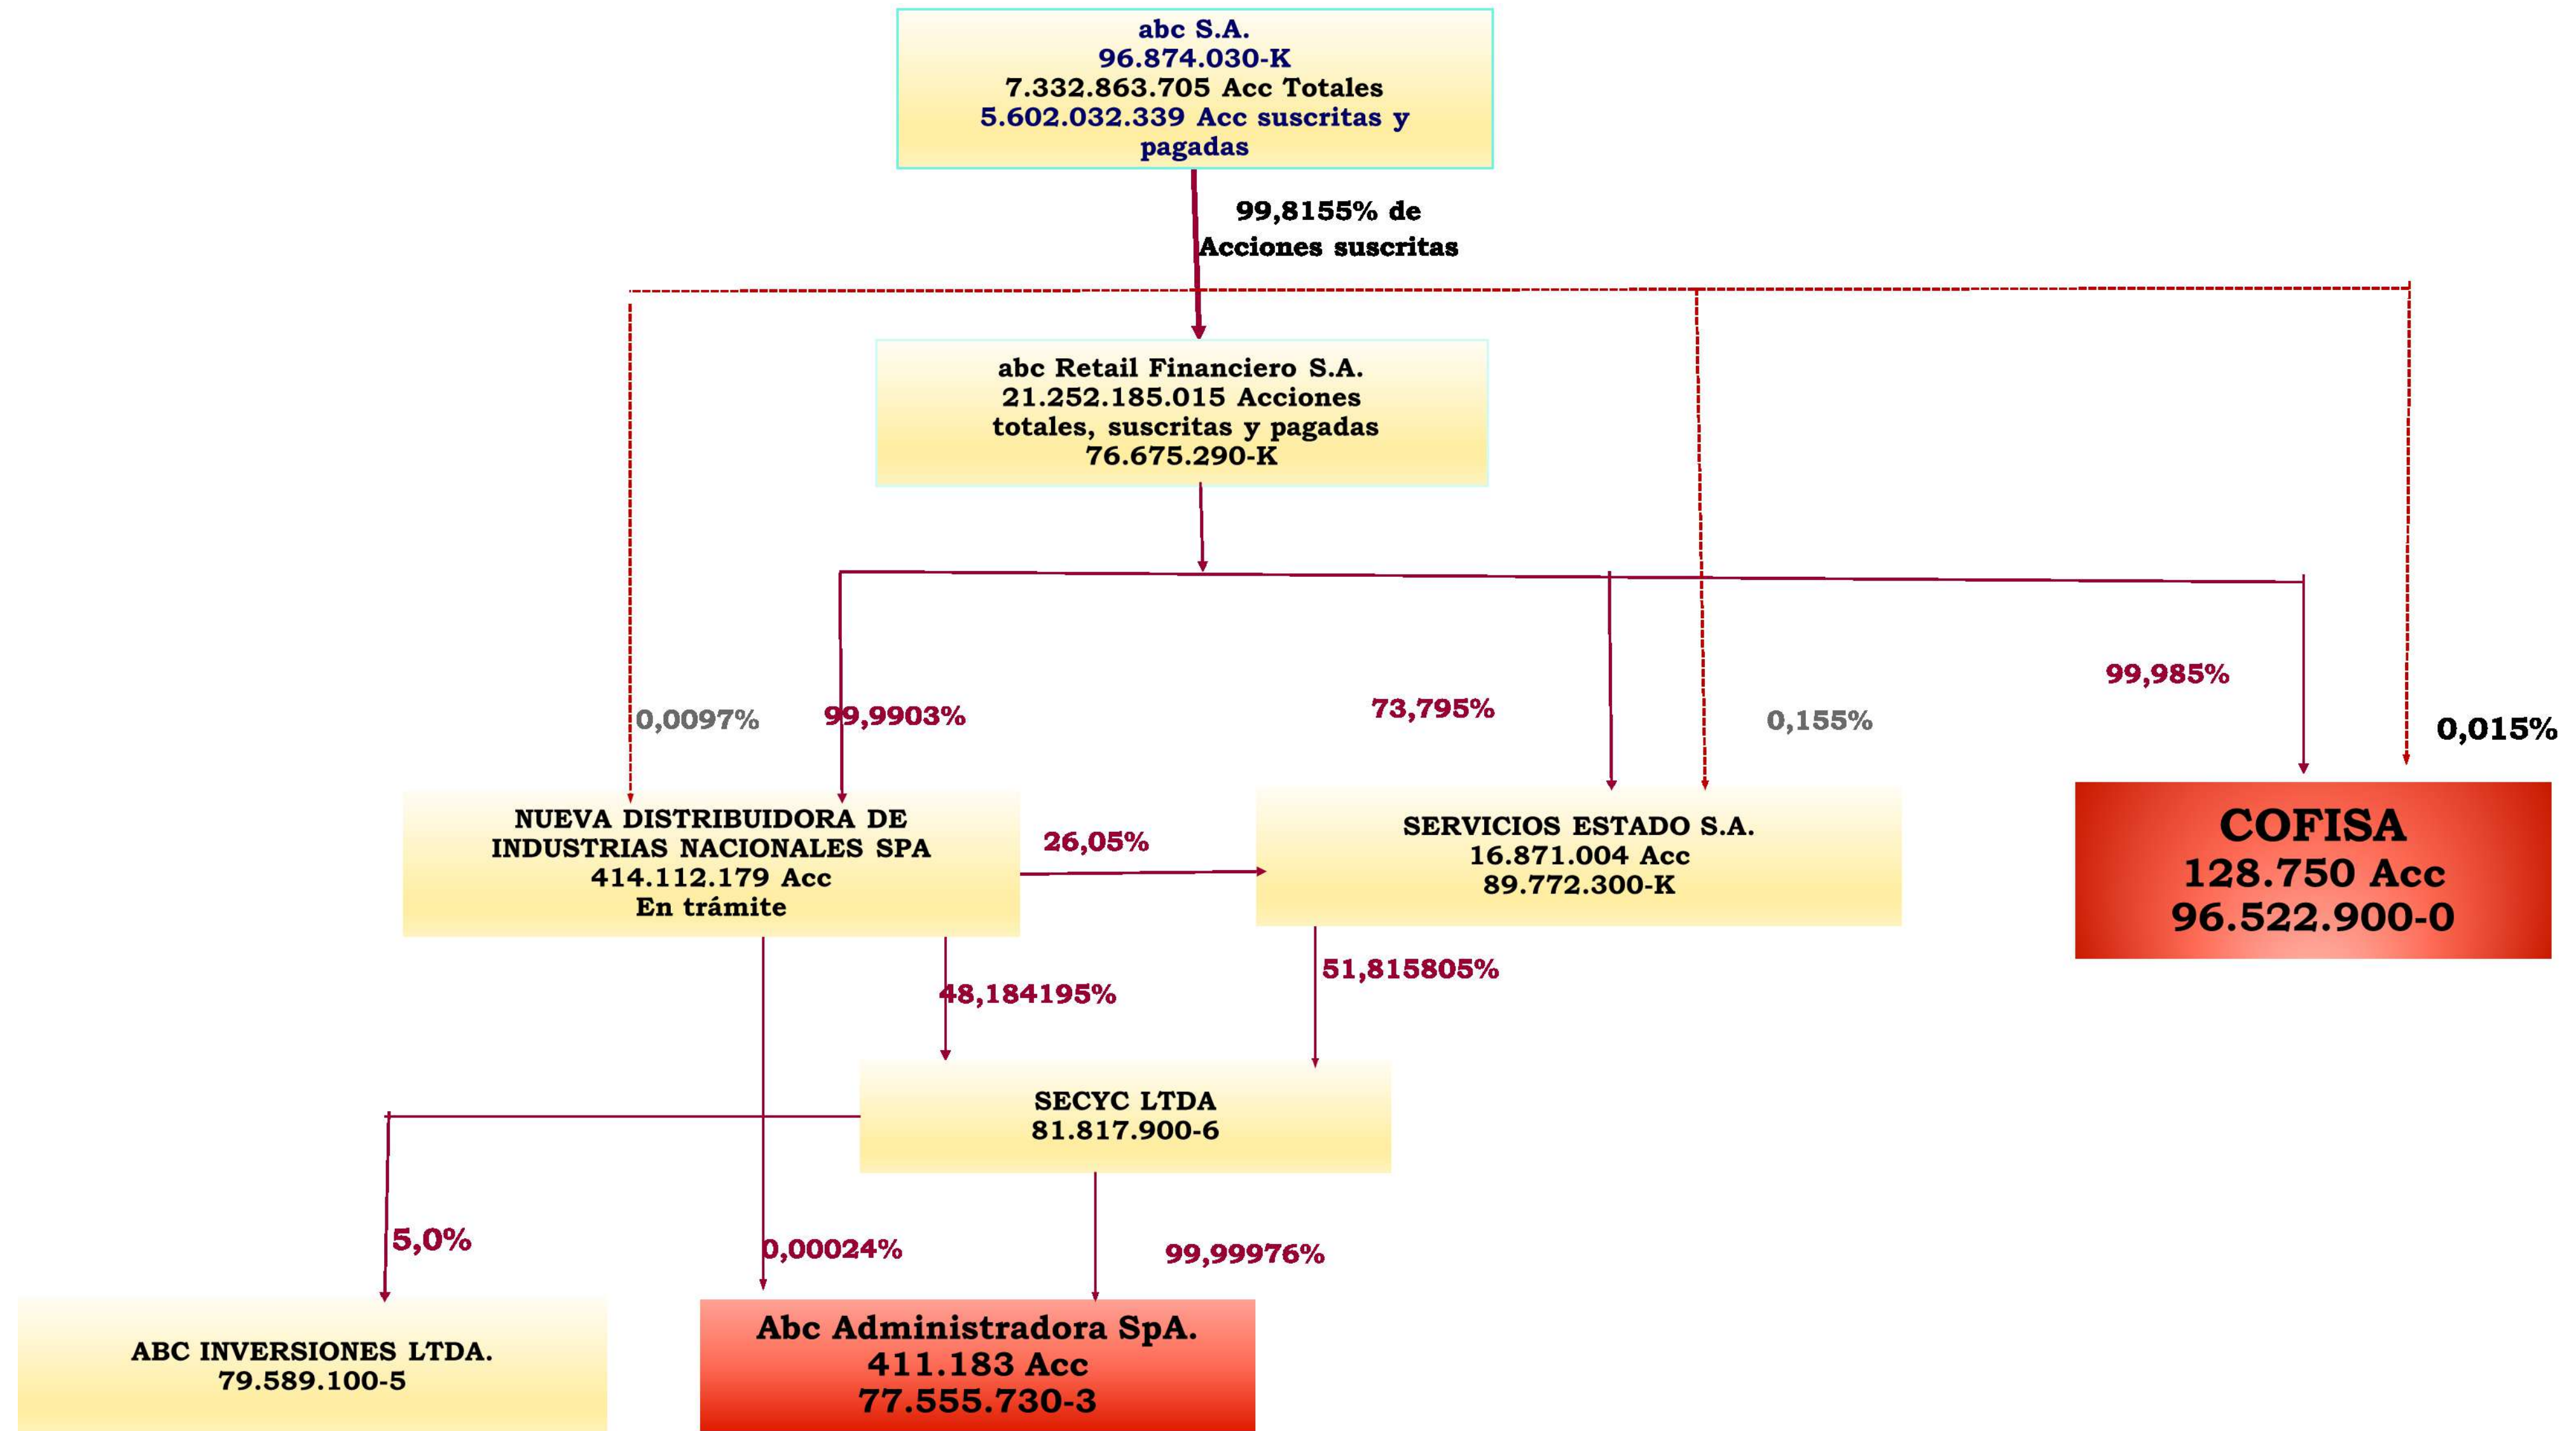 abc S.A.
96.874.030-K
7.332.863.705 Acc Totales
5.602.032.339 Acc suscritas y
pagadas
99,8155% de
Acciones suscritas
abc Retail Financiero S.A.
21.252.185.015 Acciones
totales, suscritas y pagadas
76.675.290-K
0,0097%
99,9903%
73,795%
0,155%
99,985%
0,015%
NUEVA DISTRIBUIDORA DE
INDUSTRIAS NACIONALES SPA
414.112.179 Acc
En trámite
26,05%
SERVICIOS ESTADO S.A.
16.871.004 Acc
89.772.300-K
COFISA
128.750 Acc
96.522.900-0
48,184195%
51,815805%
SECYC LTDA
81.817.900-6
5,0%
0,00024%
99,99976%
ABC INVERSIONES LTDA.
79.589.100-5
Abc Administradora SpA.
411.183 Acc
77.555.730-3